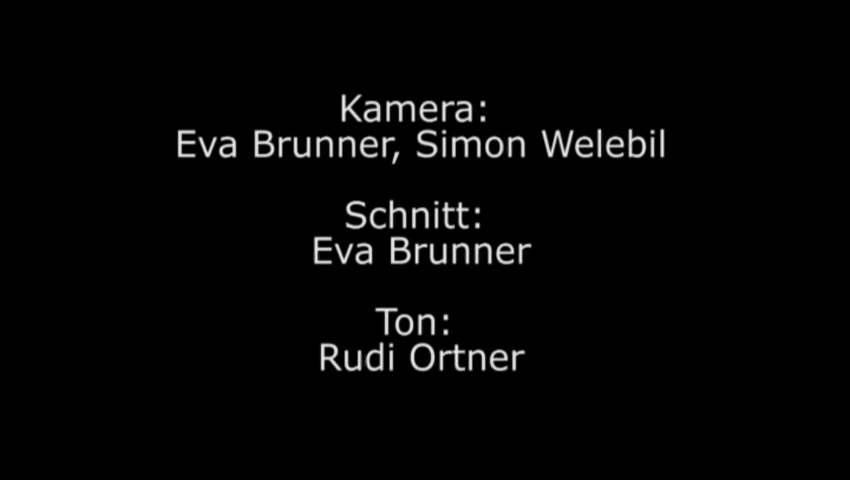 Kamera:
Eva Brunner, Simon Welebil
Schnitt:
Eva Brunner
Ton:
Rudi Ortner